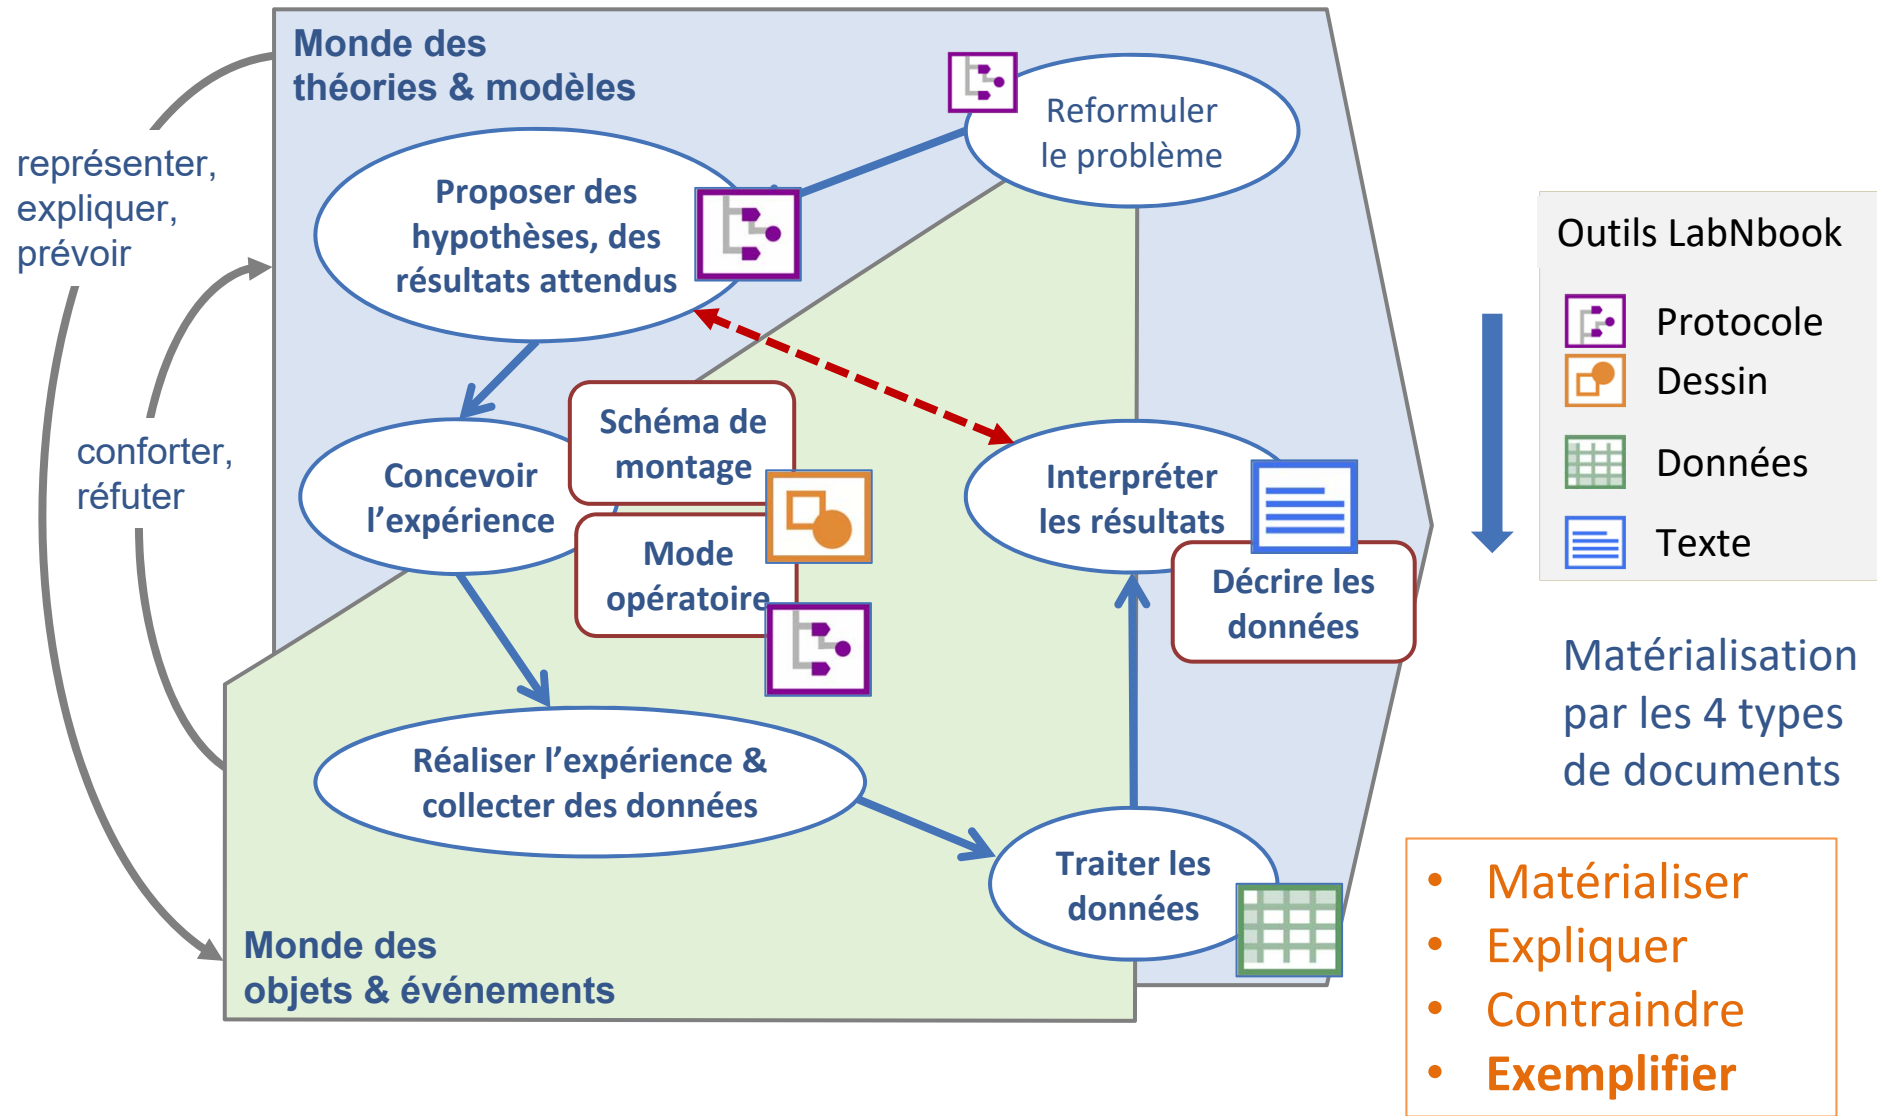 Monde des
théories & modèles
Reformuler
le problème
représenter,
expliquer,
prévoir
Proposer des
hypothèses, des
résultats attendus
conforter,
réfuter
Concevoir
l’expérience
Schéma de
montage
Mode
opératoire
Interpréter
les résultats
Décrire les
données
Réaliser l’expérience &
collecter des données
Traiter les
données
Monde des
objets & événements
Outils LabNbook
Protocole
Dessin
Données
Texte
Matérialisation
par les 4 types
de documents
• Matérialiser
• Expliquer
• Contraindre
• Exemplifier